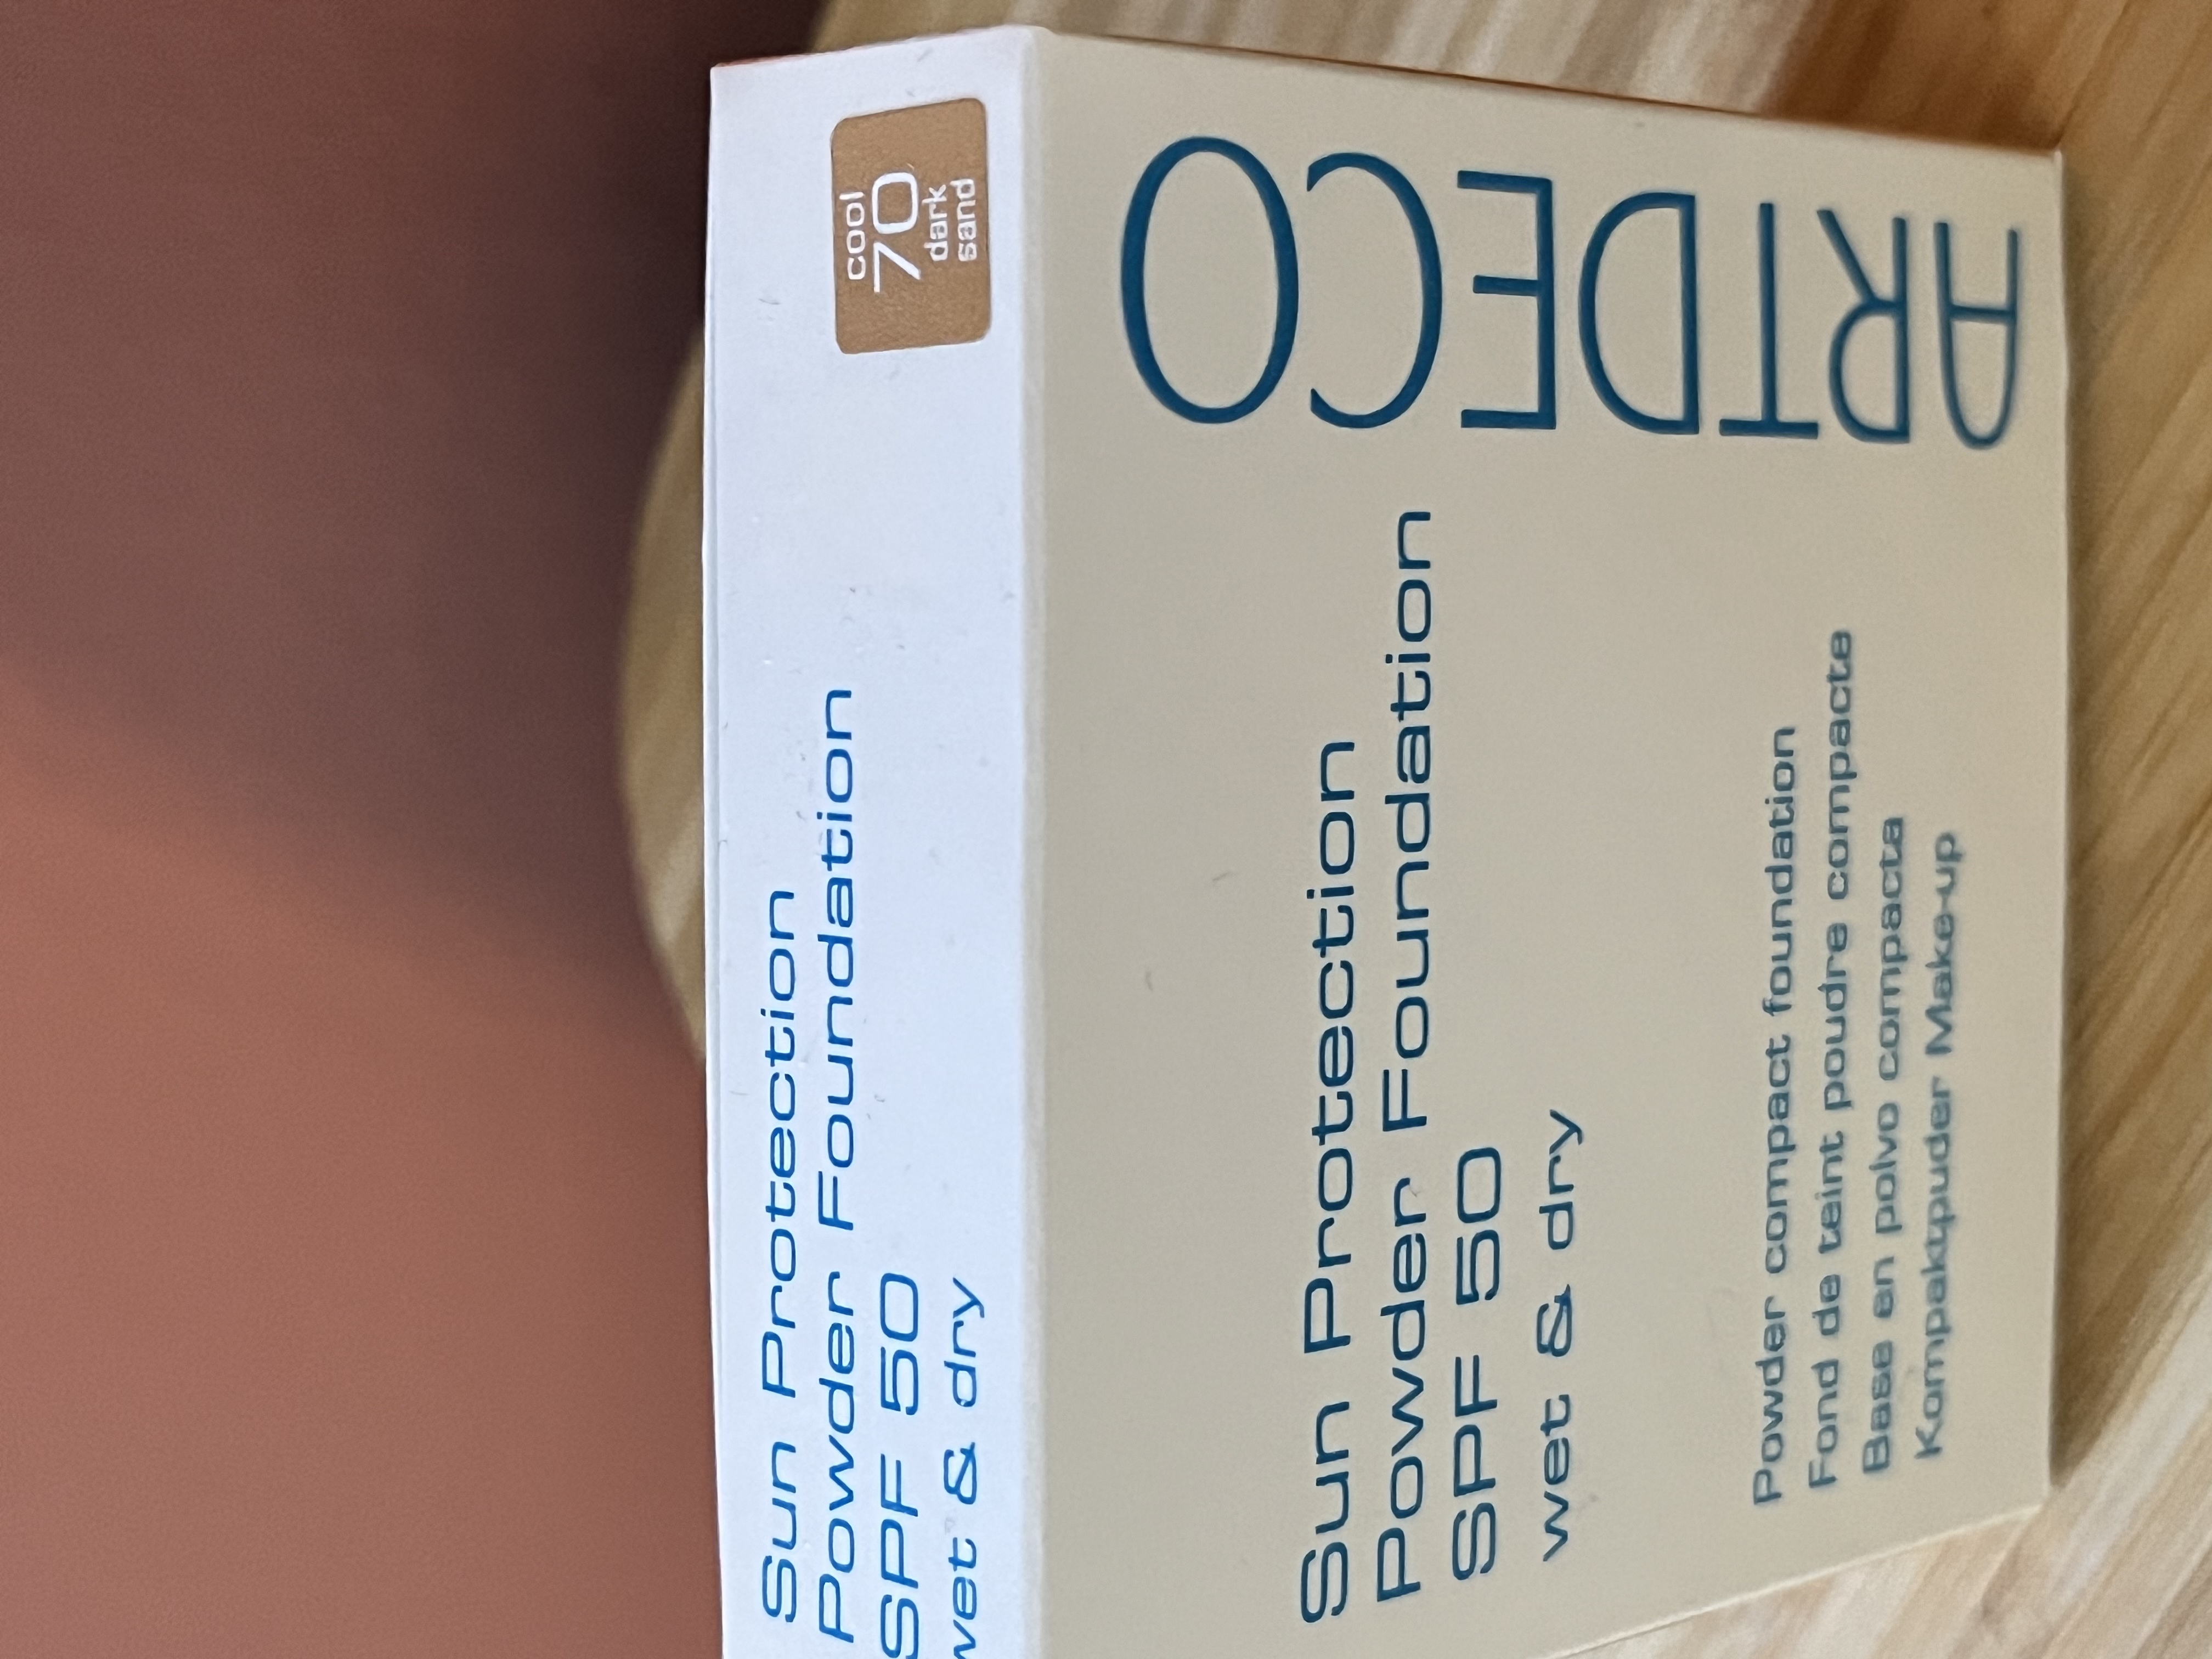 Sun Protection
Powder Foundation
SPF 50
wet & dry
cool
70
dark
sand
ARTDECO
Sun Protection
Powder Foundation
SPF 50
wet & dry
Powder compact foundation
Fond de teint poudre compacte
Base en polvo compacta
Kompaktpuder Make-up